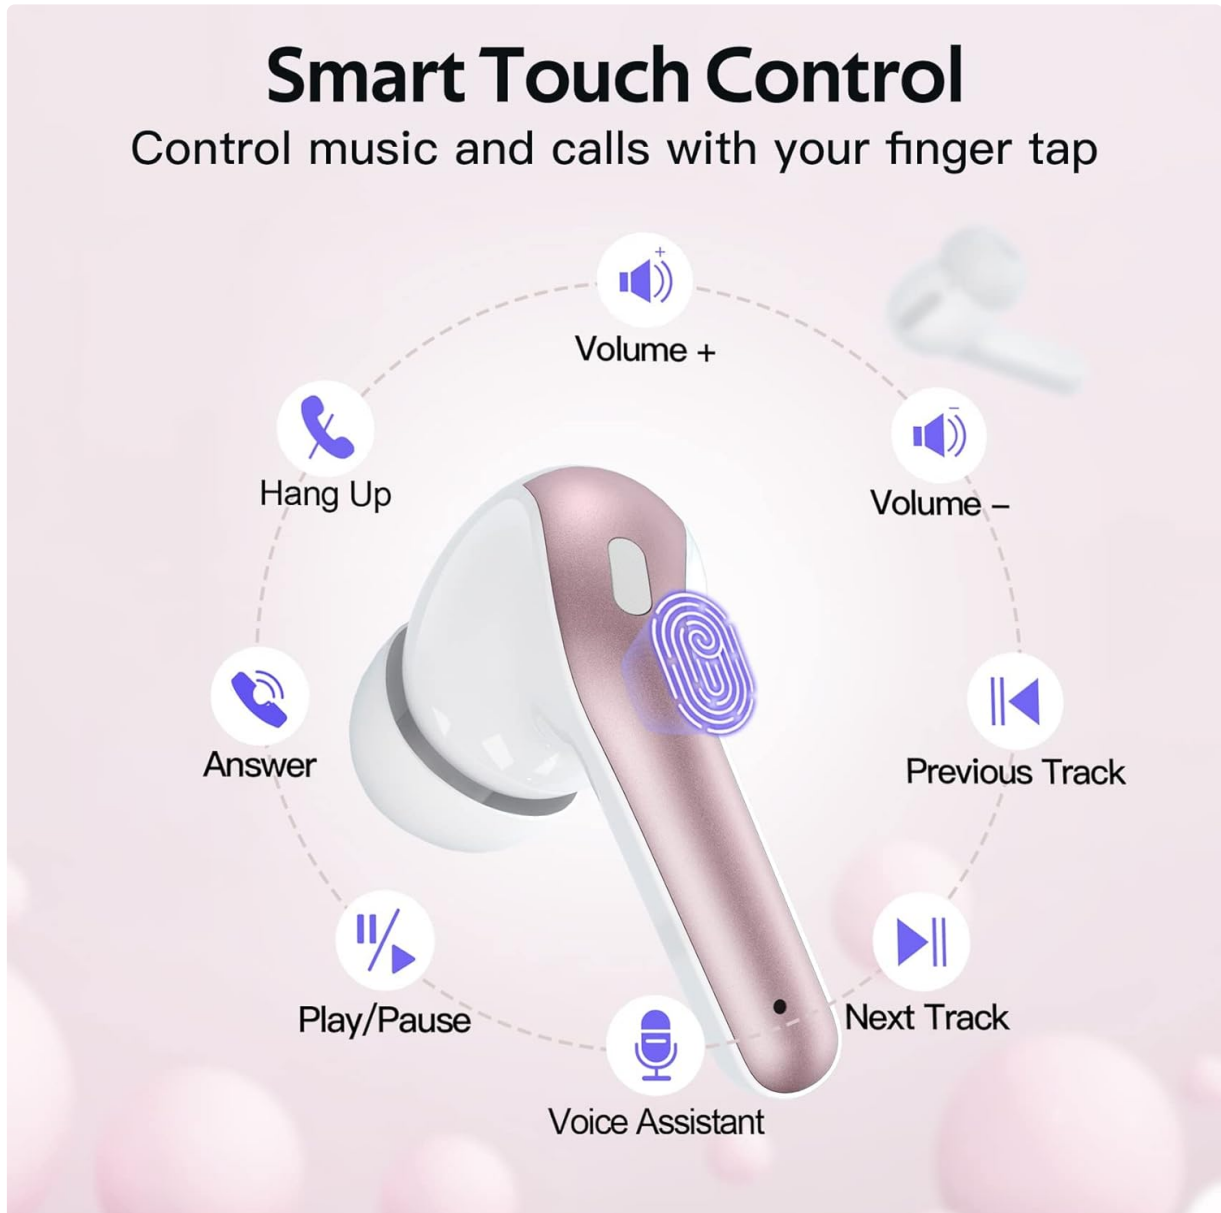 Smart Touch Control
Control music and calls with your finger tap
Volume +
Hang Up
Volume –
Answer
Previous Track
Play/Pause
Next Track
Voice Assistant